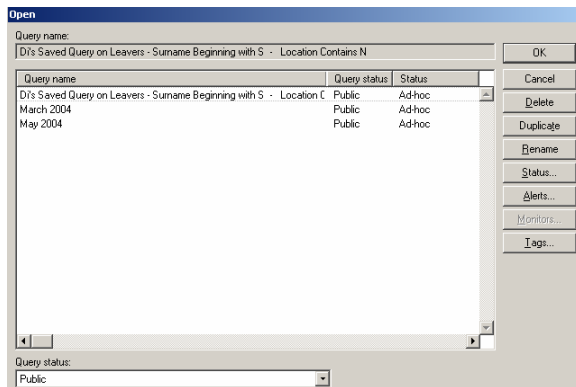 Open
Query name:
Di's Saved Query on Leavers - Surname Beginning with S - Location Contains N
OK
Query name Query status Status
Cancel
Di's Saved Query on Leavers - Surname Beginning with S - Location C Public Ad-hoc
March 2004 Public Ad-hoc
Delete
May 2004 Public Ad-hoc
Duplicate
Rename
Status...
Alerts...
Monitors...
Tags...
Query status:
Public